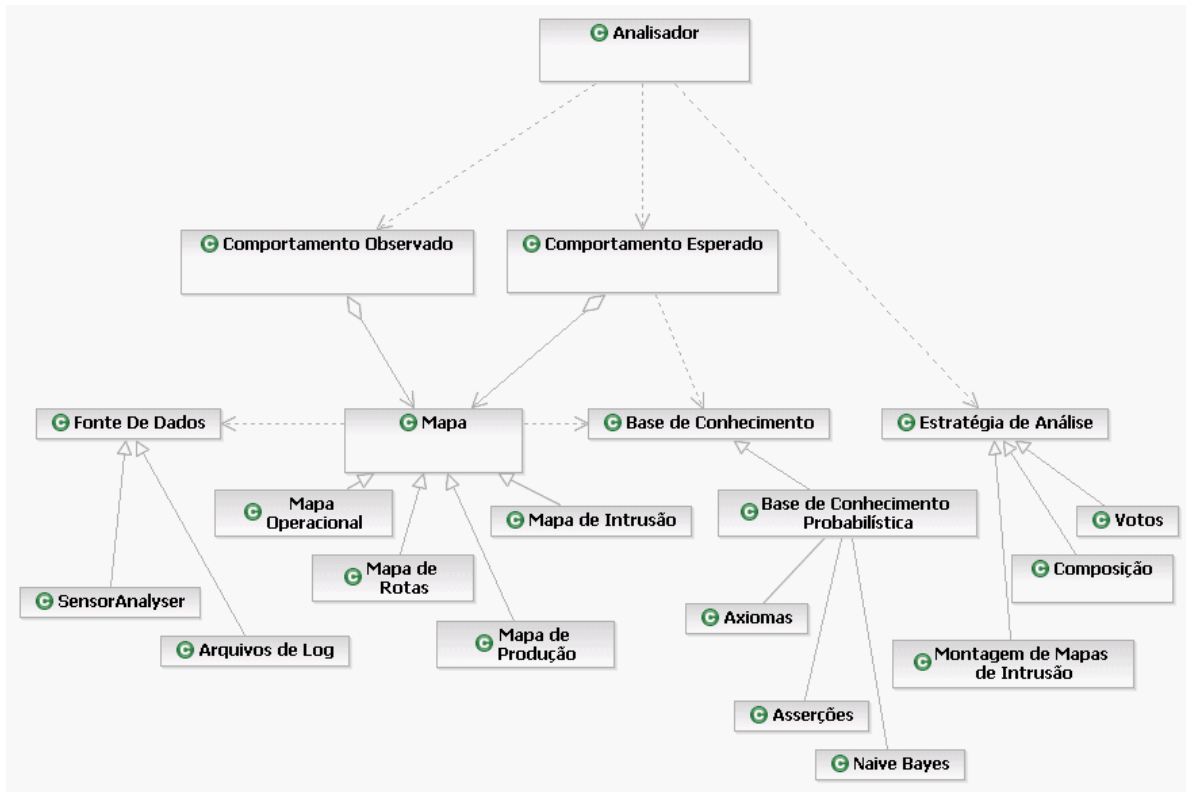 Analisador
Comportamento Observado
Comportamento Esperado
Fonte De Dados
Mapa
Base de Conhecimento
Estratégia de Análise
Mapa
Operacional
Mapa de Intrusão
Base de Conhecimento
Probabilística
Votos
Mapa de
Rotas
Composição
SensorAnalyser
Axiomas
Arquivos de Log
Mapa de
Produção
Montagem de Mapas
de Intrusão
Asserções
Naive Bayes